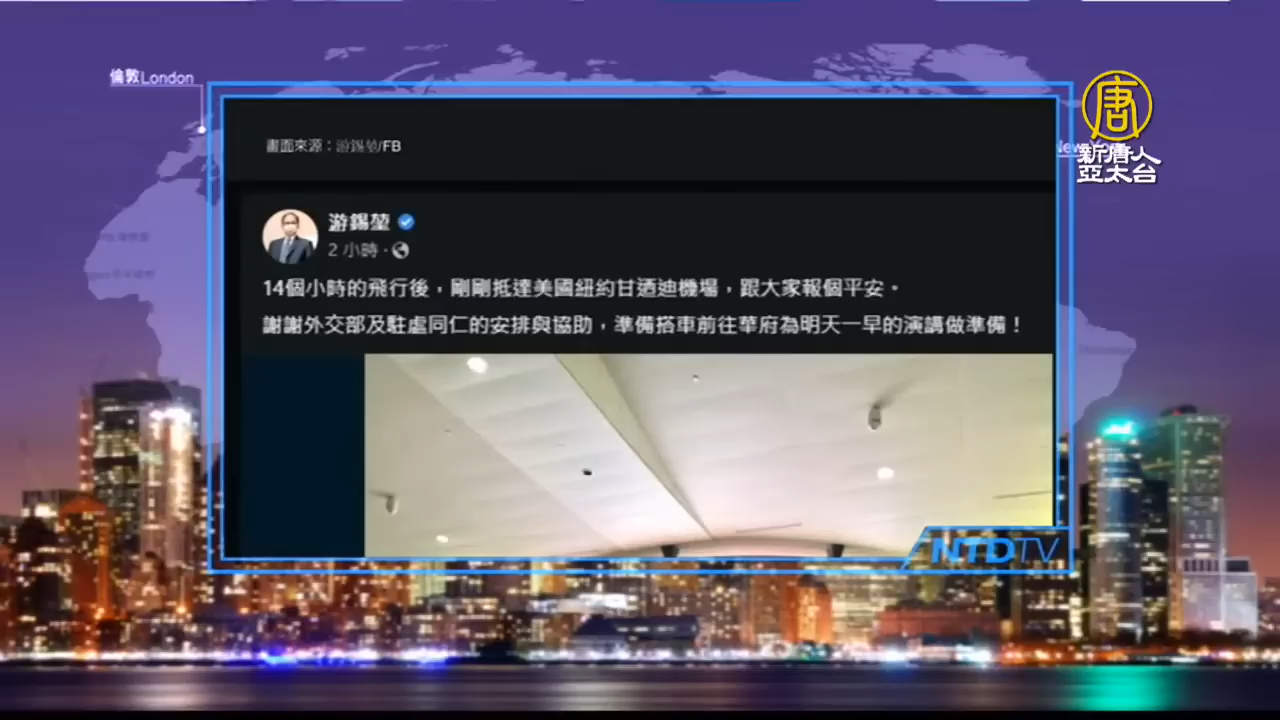 倫敦London
畫面來源：游錫堃/FB
唐
新唐人
亞太台
游錫堃
2 小時
14個小時的飛行後，剛剛抵達美國紐約甘迺迪機場，跟大家報個平安。
謝謝外交部及駐處同仁的安排與協助，準備搭車前往華府為明天一早的演講做準備！
NTDTV